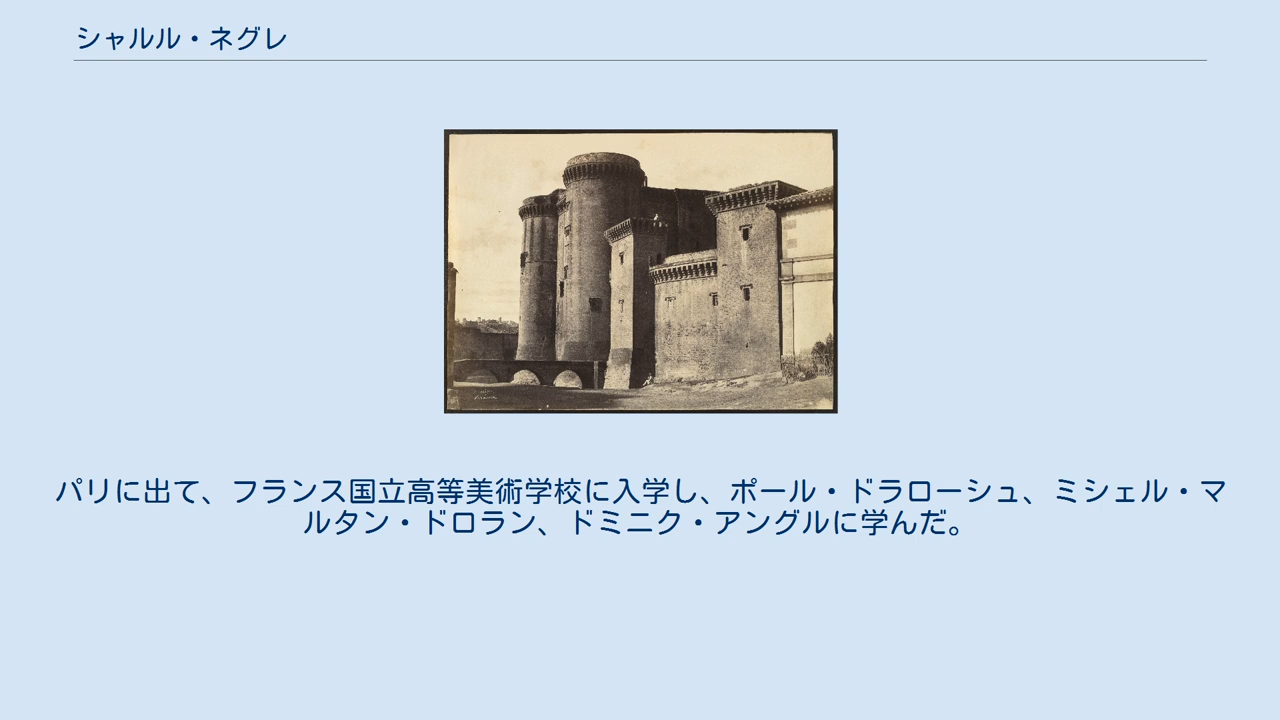 シャルル・ネグレ
パリに出て、フランス国立高等美術学校に入学し、ポール・ドラローシュ、ミシェル・マ
ルタン・ドロラン、ドミニク・アングルに学んだ。